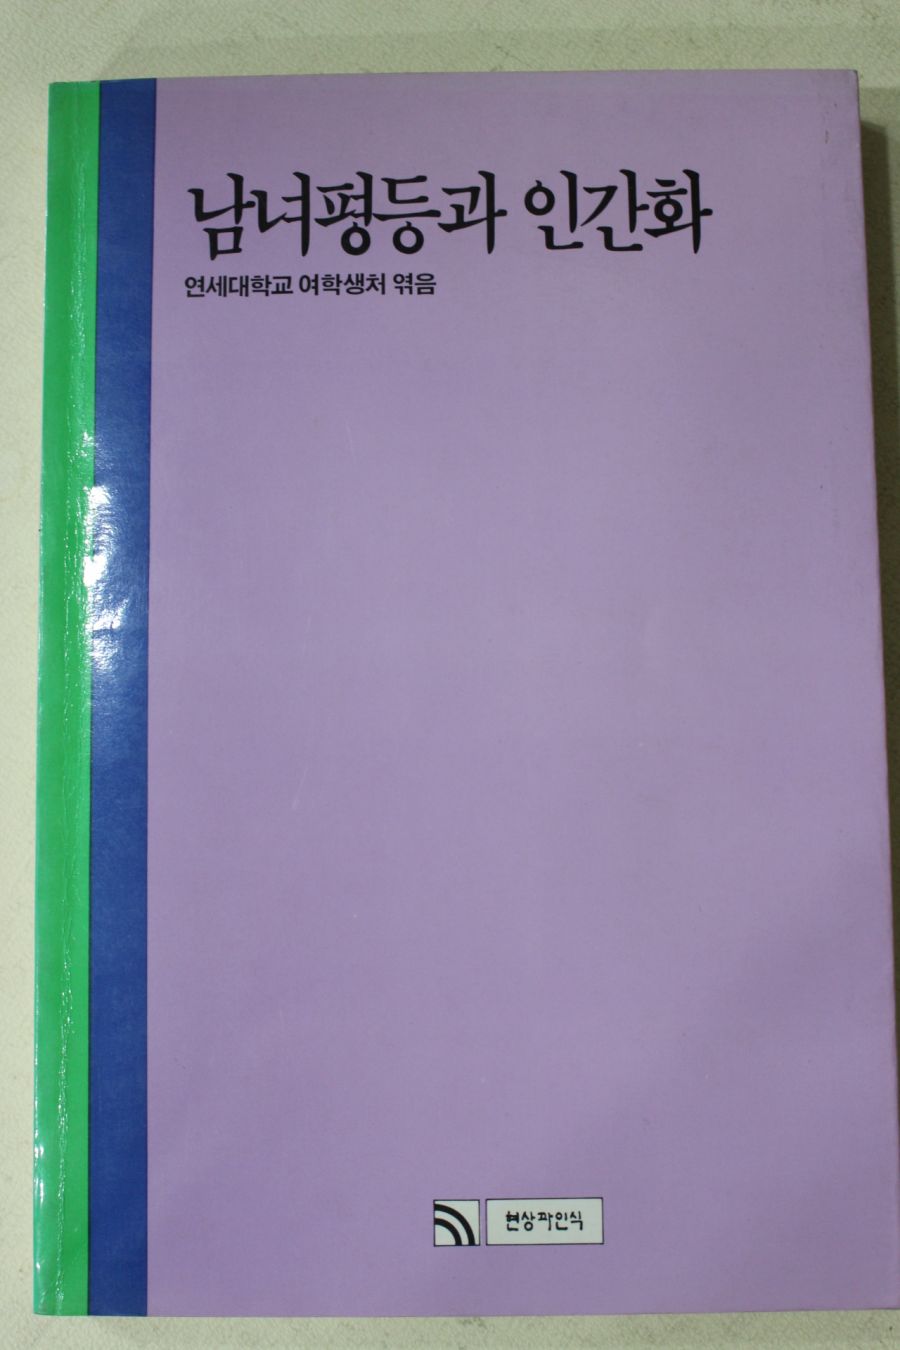 남녀평등과 인간화
연세대학교 여학생처 엮음
현상과인식